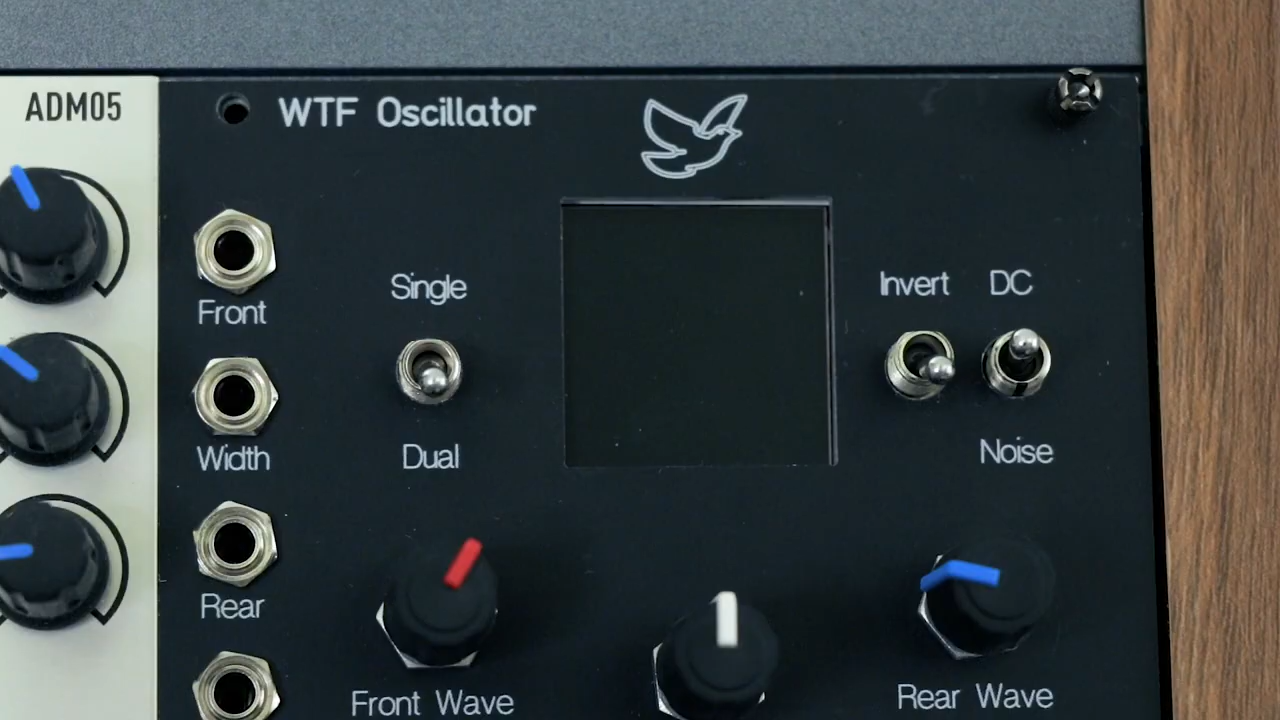 ADM05
WTF Oscillator
Front
Single
Invert
DC
Width
Dual
Noise
Rear
Front Wave
Rear Wave